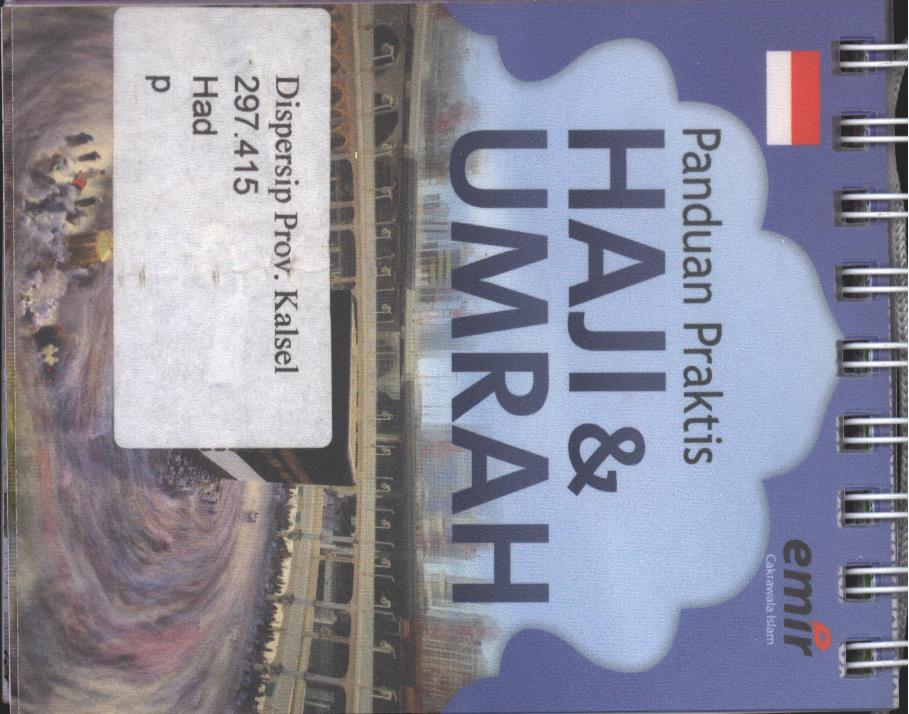 emir
Cakrawala Islam
Panduan Praktis
HAJI &
UMRAH
Dispersip Prov. Kalsel
297.415
Had
p